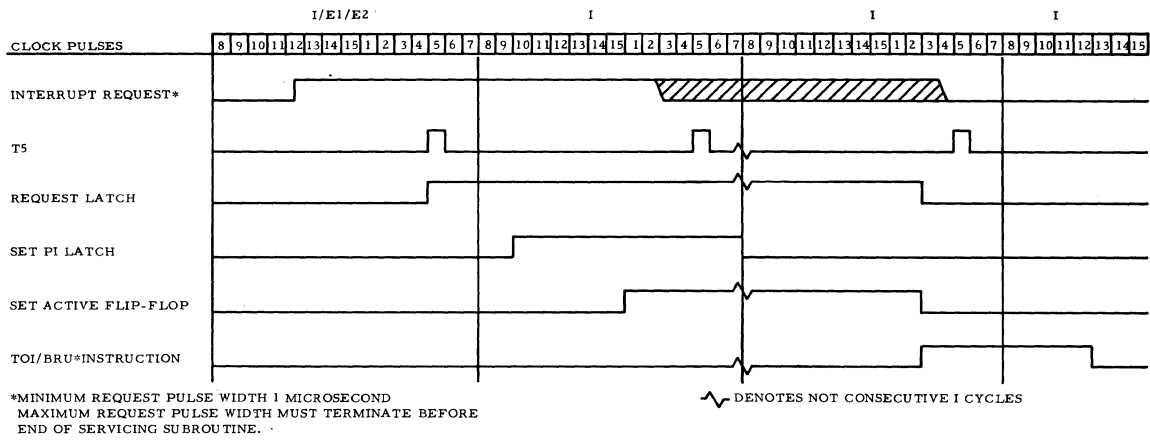 I/E1/E2 I I I
CLOCK PULSES 8 9 10 11 12 13 14 15 1 2 3 4 5 6 7 8 9 10 11 12 13 14 15 1 2 3 4 5 6 7 8 9 10 11 12 13 14 15 1 2 3 4 5 6 7 8 9 10 11 12 13 14 15
INTERRUPT REQUEST*
T5
REQUEST LATCH
SET PI LATCH
SET ACTIVE FLIP-FLOP
TOI/BRU*INSTRUCTION
*MINIMUM REQUEST PULSE WIDTH 1 MICROSECOND
MAXIMUM REQUEST PULSE WIDTH MUST TERMINATE BEFORE
END OF SERVICING SUBROUTINE.
DENOTES NOT CONSECUTIVE I CYCLES